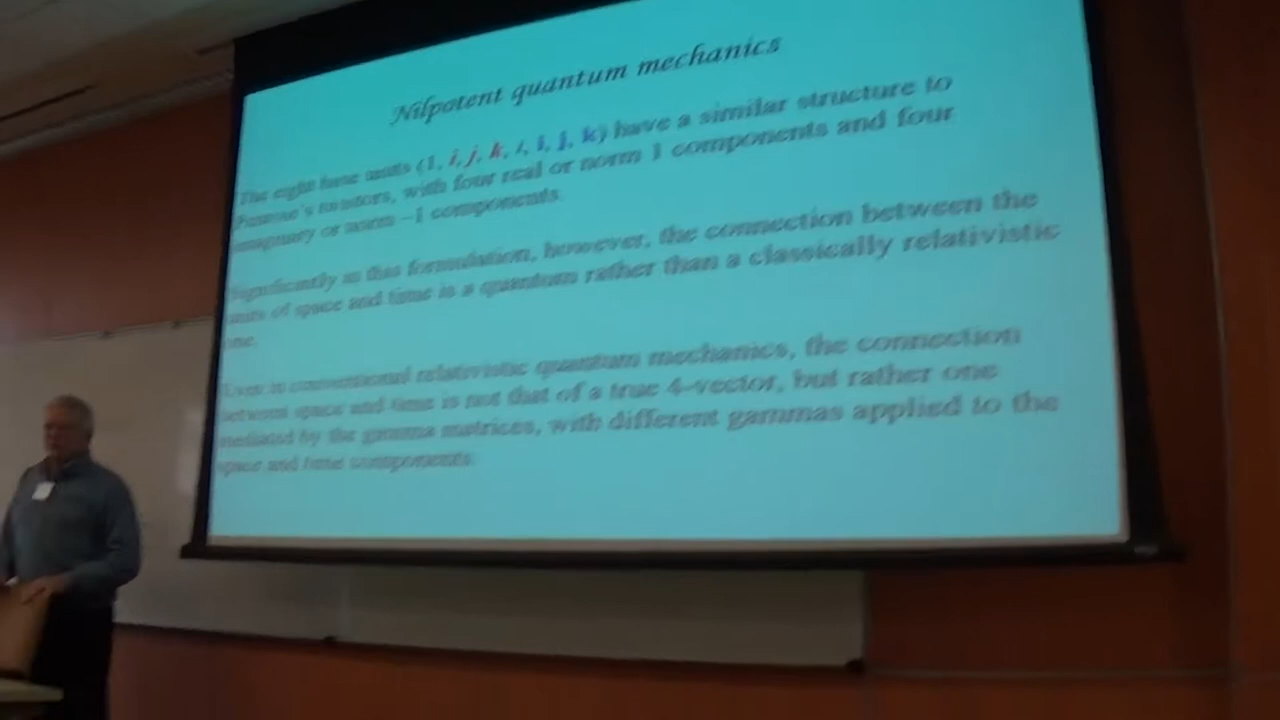 Nilpotent quantum mechanics
The eight base units (1, i, j, k, i, i, j, k) have a similar structure to
Penrose's twistors, with four real or norm 1 components and four
imaginary or norm –1 components.
Significantly in this formulation, however, the connection between the
units of space and time is a quantum rather than a classically relativistic
one.
Even in conventional relativistic quantum mechanics, the connection
between space and time is not that of a true 4-vector, but rather one
mediated by the gamma matrices, with different gammas applied to the
space and time components.